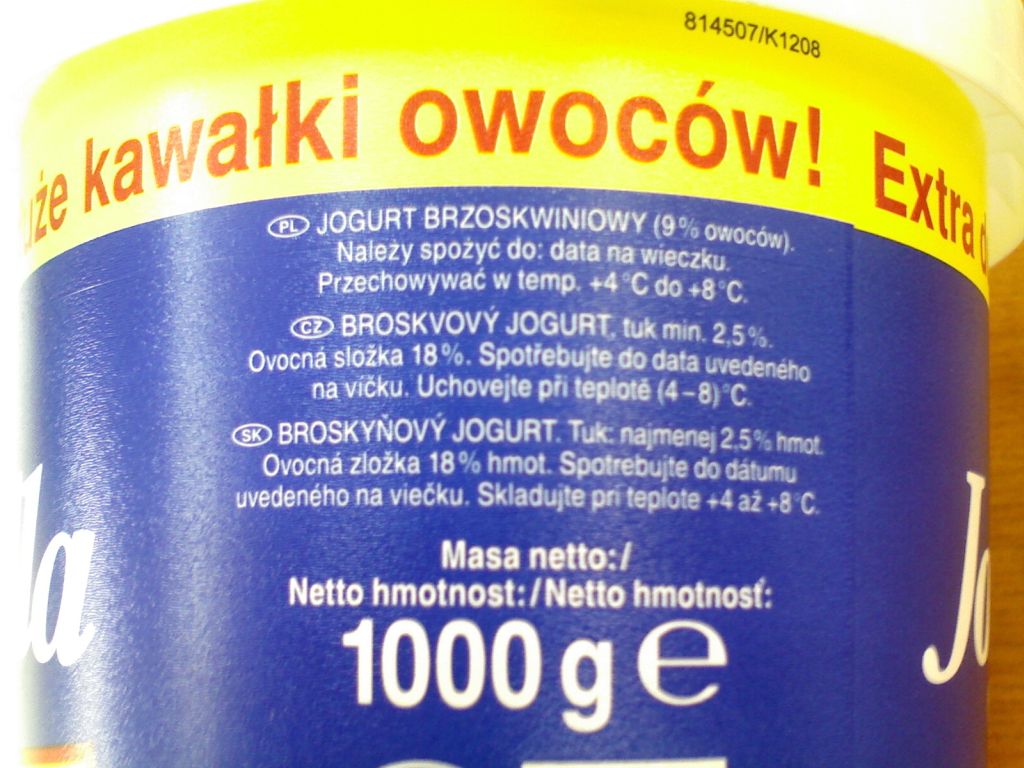 814507/K1208
kawałki owoców! Extra
PL JOGURT BRZOSKWINIOWY (9% owoców).
Należy spożyć do: data na wieczku.
Przechowywać w temp. +4°C do +8°C.
CZ BROSKVOVÝ JOGURT, tuk min. 2,5%.
Ovocná složka 18%. Spotřebujte do data uvedeného
na víčku. Uchovejte při teplotě (4–8)°C.
SK BROSKYŇOVÝ JOGURT. Tuk: najmenej 2,5% hmot.
Ovocná zložka 18% hmot. Spotrebujte do dátumu
uvedeného na viečku. Skladujte pri teplote +4 až +8°C.
Masa netto:/
Netto hmotnost:/Netto hmotnosť:
1000 g ℮